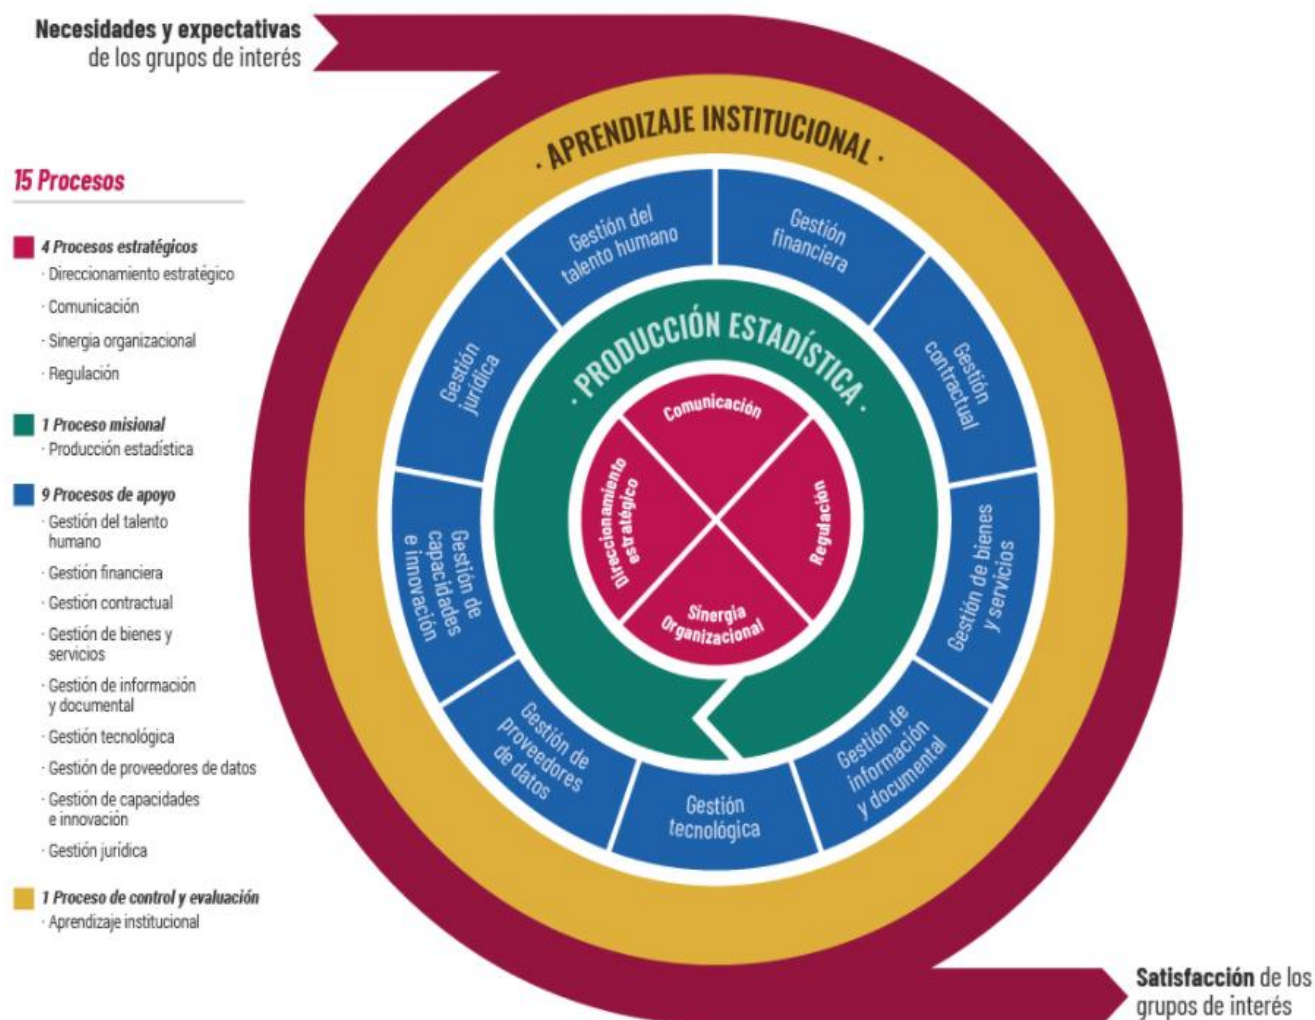 Necesidades y expectativas
de los grupos de interés
15 Procesos
4 Procesos estratégicos
· Direccionamiento estratégico
· Comunicación
· Sinergia organizacional
· Regulación
1 Proceso misional
· Producción estadística
9 Procesos de apoyo
· Gestión del talento
humano
· Gestión financiera
· Gestión contractual
· Gestión de bienes y
servicios
· Gestión de información
y documental
· Gestión tecnológica
· Gestión de proveedores de datos
· Gestión de capacidades
e innovación
· Gestión jurídica
1 Proceso de control y evaluación
· Aprendizaje institucional
· APRENDIZAJE INSTITUCIONAL ·
Gestión del
talento humano
Gestión
financiera
Gestión
contractual
Gestión de bienes
y servicios
Gestión de
información
y documental
Gestión
tecnológica
Gestión de
proveedores
de datos
Gestión de
capacidades
e innovación
Gestión
jurídica
· PRODUCCIÓN ESTADÍSTICA ·
Comunicación
Regulación
Sinergia
Organizacional
Direccionamiento
estratégico
Satisfacción de los
grupos de interés